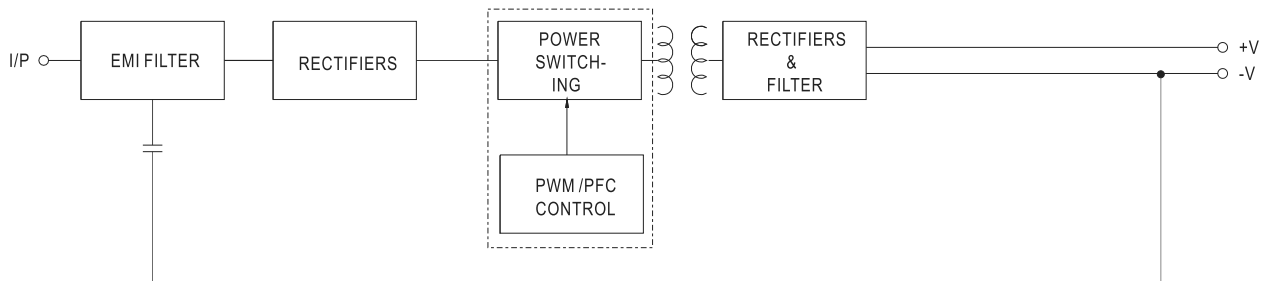 I/P
EMI FILTER
RECTIFIERS
POWER
SWITCH-
ING
RECTIFIERS
&
FILTER
+V
-V
PWM /PFC
CONTROL